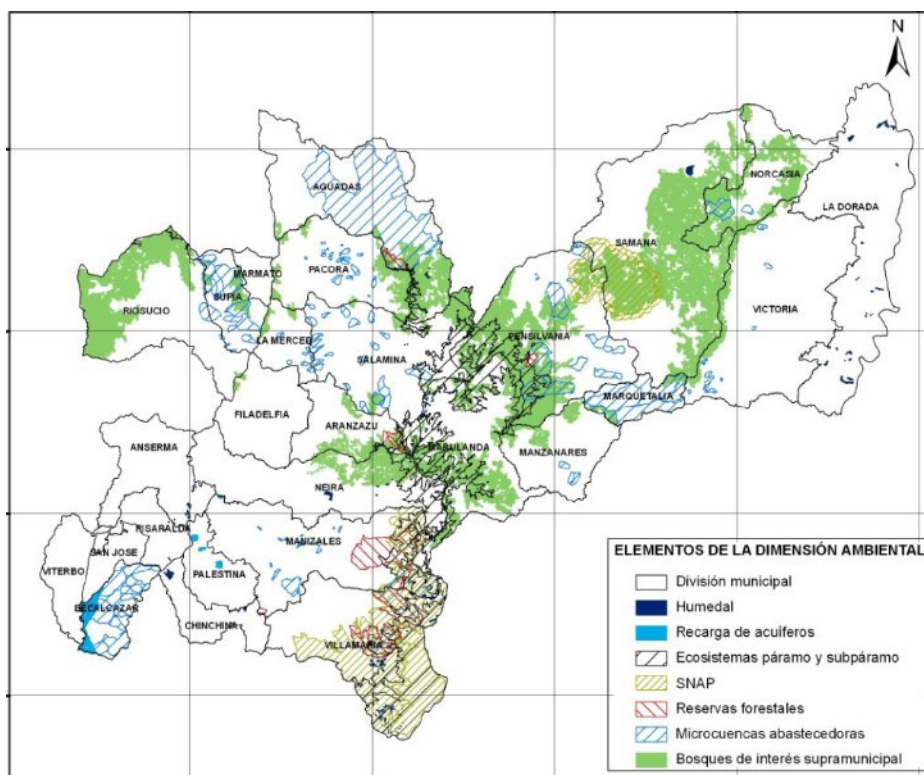 N
AGUADAS
NORCASIA
LA DORADA
SAMANA
MARMATO
PACORA
SUPIA
RIOSUCIO
VICTORIA
LA MERCED
PENSILVANIA
SALAMINA
MARQUETALIA
FILADELFIA
ARANZAZU
ANSERMA
MARULANDA
MANZANARES
NEIRA
RISARALDA
MANIZALES
SAN JOSE
VITERBO
PALESTINA
BELALCAZAR
CHINCHINA
VILLAMARIA
ELEMENTOS DE LA DIMENSIÓN AMBIENTAL
División municipal
Humedal
Recarga de acuíferos
Ecosistemas páramo y subpáramo
SNAP
Reservas forestales
Microcuencas abastecedoras
Bosques de interés supramunicipal